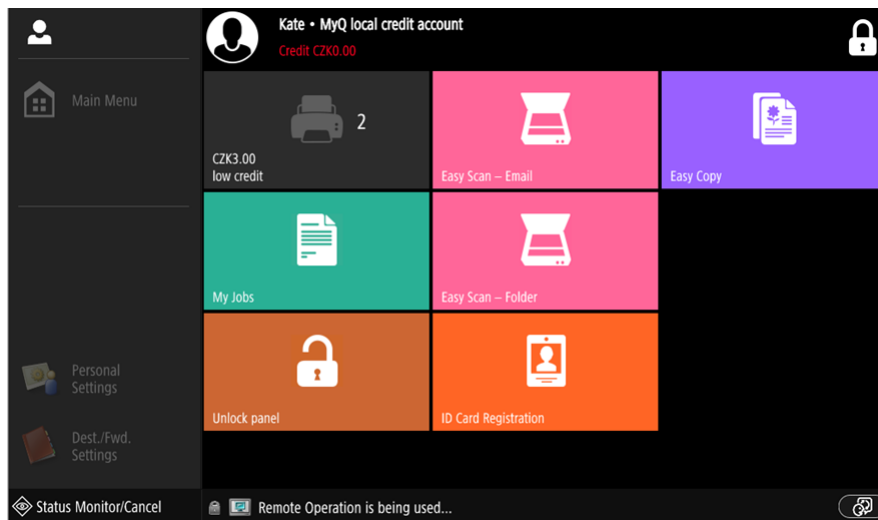 Kate • MyQ local credit account
Credit CZK0.00
Main Menu
2
CZK3.00
low credit
Easy Scan – Email
Easy Copy
My Jobs
Easy Scan – Folder
Personal
Settings
Unlock panel
ID Card Registration
Dest./Fwd.
Settings
Status Monitor/Cancel
Remote Operation is being used...